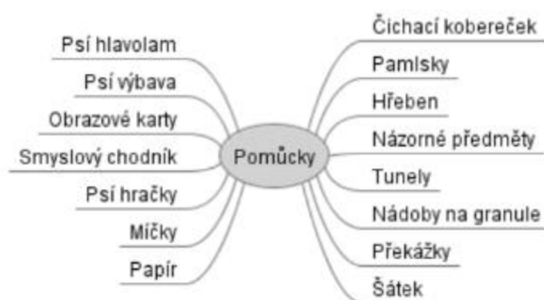 Psí hlavolam
Psí výbava
Obrazové karty
Smyslový chodník
Psí hračky
Míčky
Papír
Pomůcky
Čichací kobereček
Pamlsky
Hřeben
Názorné předměty
Tunely
Nádoby na granule
Překážky
Šátek